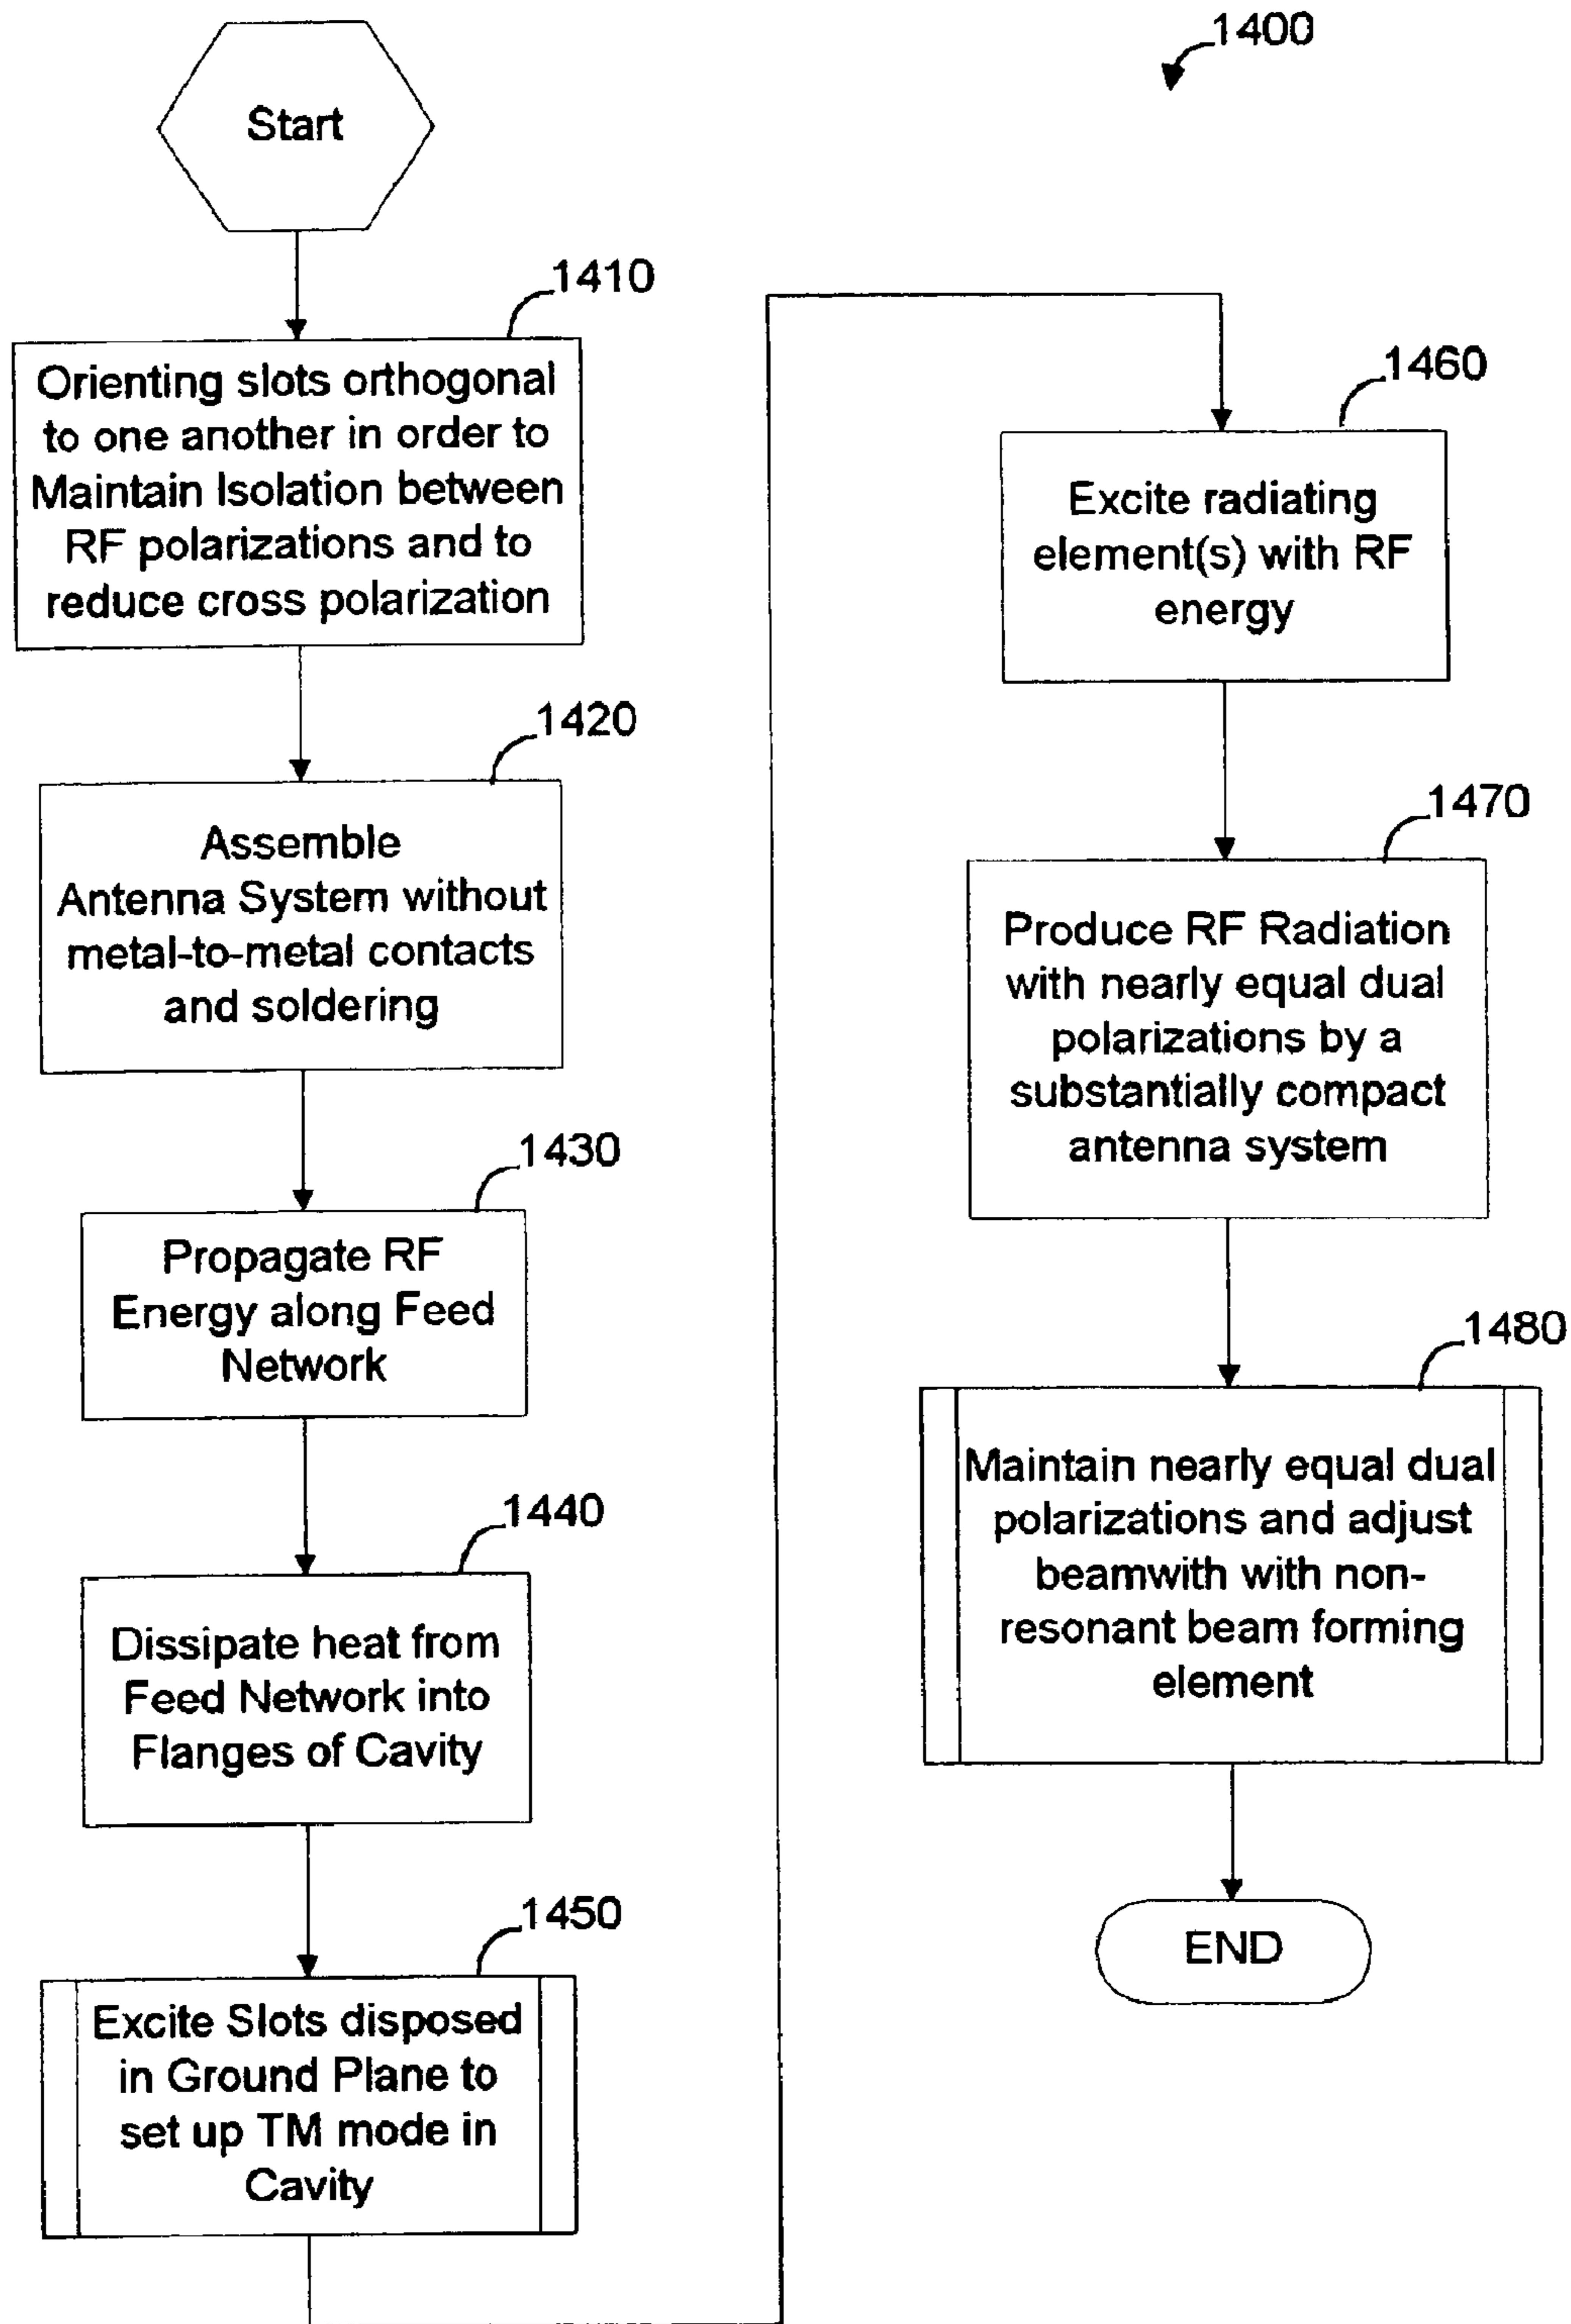 1400
Start
1410
Orienting slots orthogonal
to one another in order to
Maintain Isolation between
RF polarizations and to
reduce cross polarization
1420
Assemble
Antenna System without
metal-to-metal contacts
and soldering
1430
Propagate RF
Energy along Feed
Network
1440
Dissipate heat from
Feed Network into
Flanges of Cavity
1450
Excite Slots disposed
in Ground Plane to
set up TM mode in
Cavity
1460
Excite radiating
element(s) with RF
energy
1470
Produce RF Radiation
with nearly equal dual
polarizations by a
substantially compact
antenna system
1480
Maintain nearly equal dual
polarizations and adjust
beamwith with non-
resonant beam forming
element
END